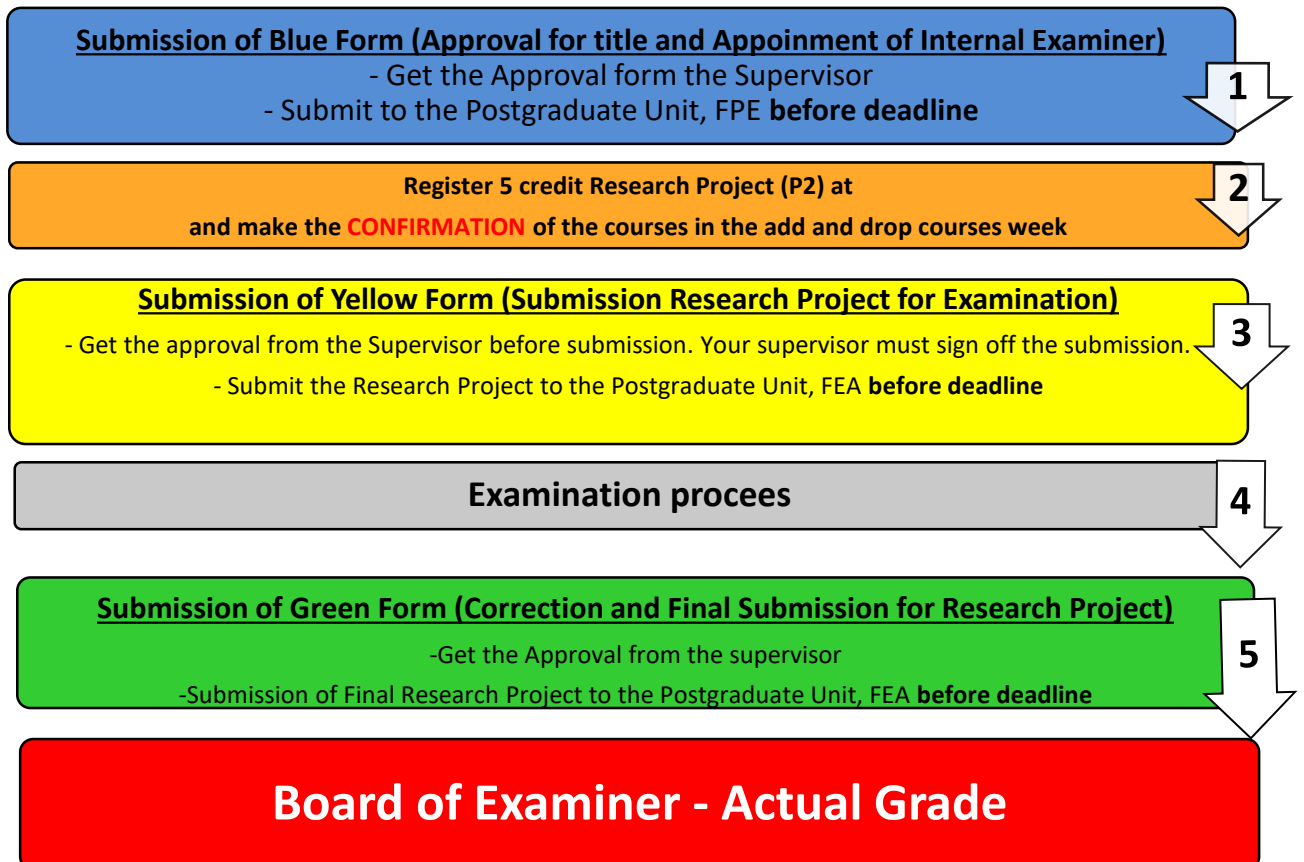 Submission of Blue Form (Approval for title and Appoinment of Internal Examiner)
- Get the Approval form the Supervisor
- Submit to the Postgraduate Unit, FPE before deadline
1
Register 5 credit Research Project (P2) at
and make the CONFIRMATION of the courses in the add and drop courses week
2
Submission of Yellow Form (Submission Research Project for Examination)
- Get the approval from the Supervisor before submission. Your supervisor must sign off the submission.
- Submit the Research Project to the Postgraduate Unit, FEA before deadline
3
Examination procees
4
Submission of Green Form (Correction and Final Submission for Research Project)
-Get the Approval from the supervisor
-Submission of Final Research Project to the Postgraduate Unit, FEA before deadline
5
Board of Examiner - Actual Grade